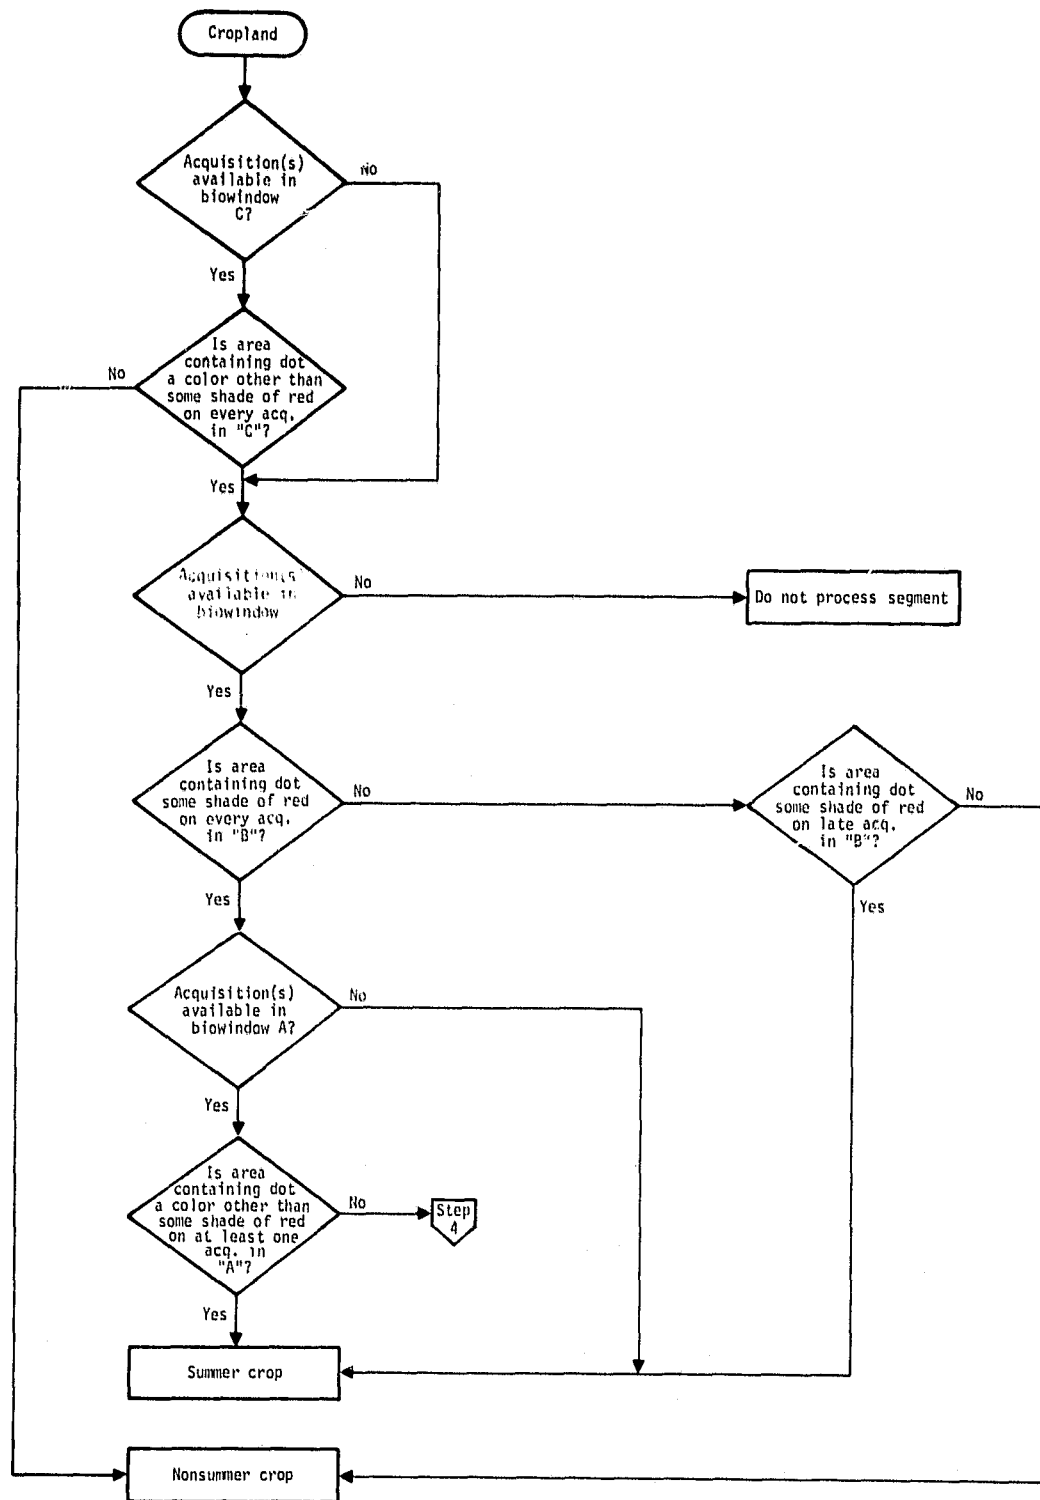 Cropland
Acquisition(s)
available in
biowindow
C?
No
Yes
Is area
containing dot
a color other than
some shade of red
on every acq.
in "C"?
No
Yes
Acquisition(s)
available in
biowindow
No
Do not process segment
Yes
Is area
containing dot
some shade of red
on every acq.
in "B"?
No
Is area
containing dot
some shade of red
on late acq.
in "B"?
No
Yes
Yes
Acquisition(s)
available in
biowindow A?
No
Yes
Is area
containing dot
a color other than
some shade of red
on at least one
acq. in
"A"?
No
Step
4
Yes
Summer crop
Nonsummer crop